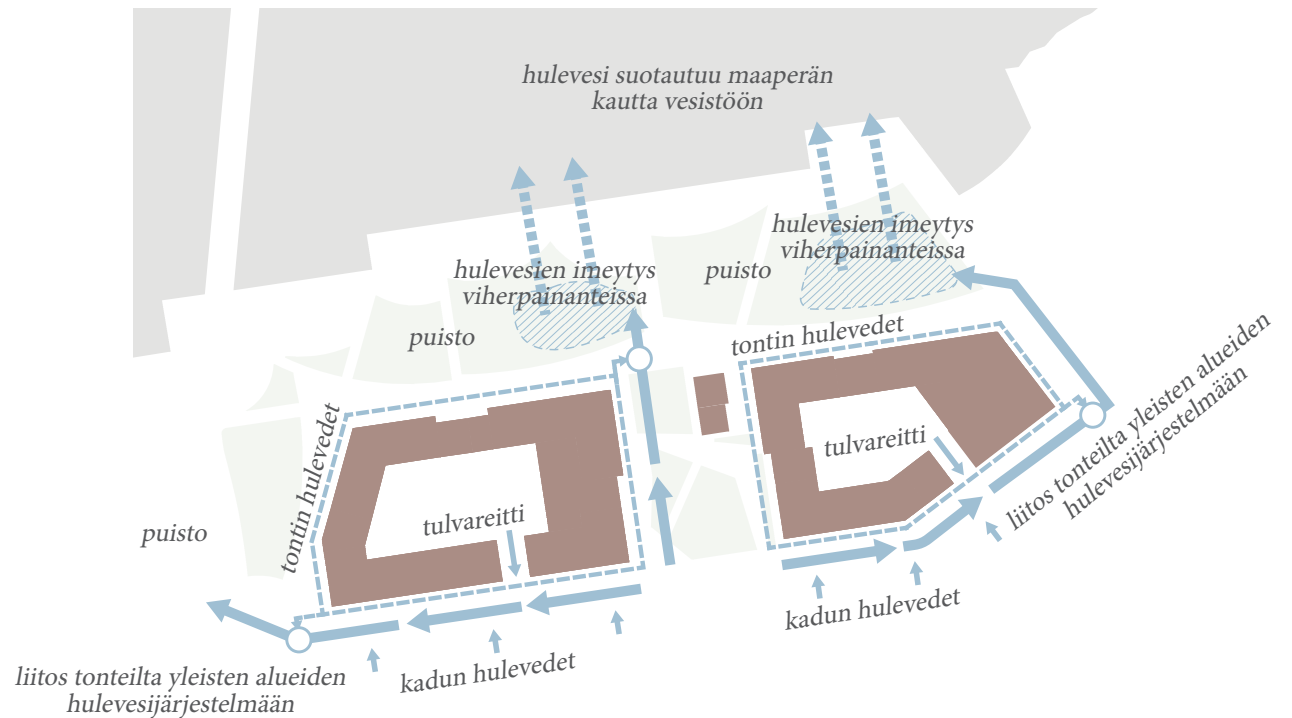 hulevesi suotautuu maaperän
kautta vesistöön
hulevesien imeytys
viherpainanteissa
puisto
hulevesien imeytys
viherpainanteissa
puisto
tontin hulevedet
tontin hulevedet
tulvareitti
tulvareitti
puisto
liitos tonteilta yleisten alueiden
hulevesijärjestelmään
kadun hulevedet
kadun hulevedet
liitos tonteilta yleisten alueiden
hulevesijärjestelmään